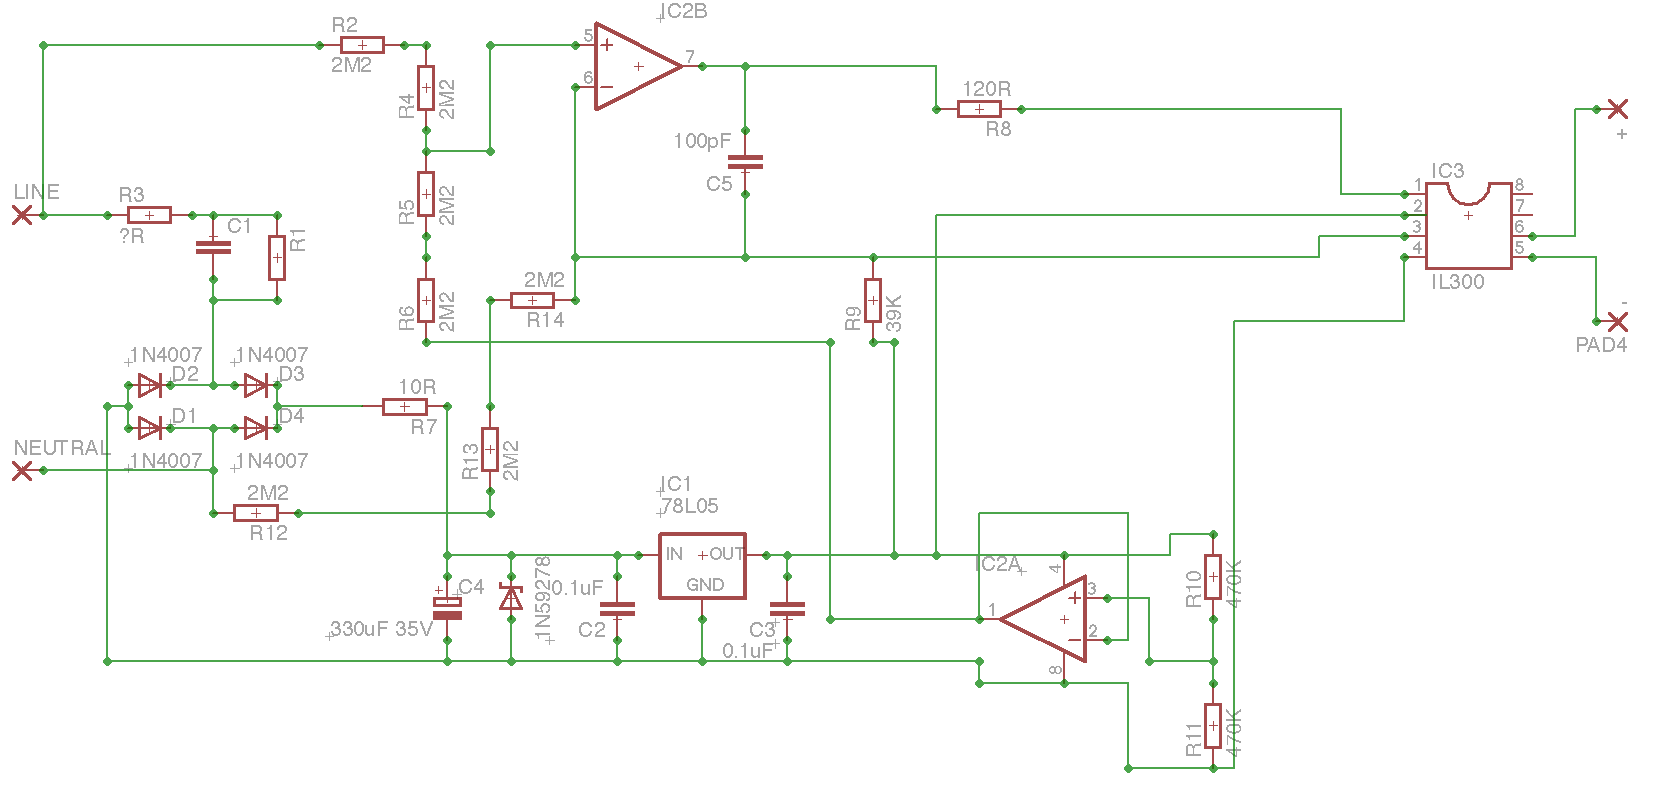 IC2B
R2
2M2
5
6
7
R4
2M2
120R
R8
100pF
C5
+
IC3
LINE
R3
?R
C1
R1
R5
2M2
1
2
3
4
8
7
6
5
IL300
2M2
R14
R6
2M2
R9
39K
-
PAD4
1N4007
D2
1N4007
D3
10R
R7
D1
D4
NEUTRAL
1N4007
1N4007
R13
2M2
2M2
R12
IC1
78L05
IN
OUT
GND
IC2A
4
3
1
2
8
C4
330uF 35V
1N5927B
0.1uF
C2
C3
0.1uF
R10
470K
R11
470K